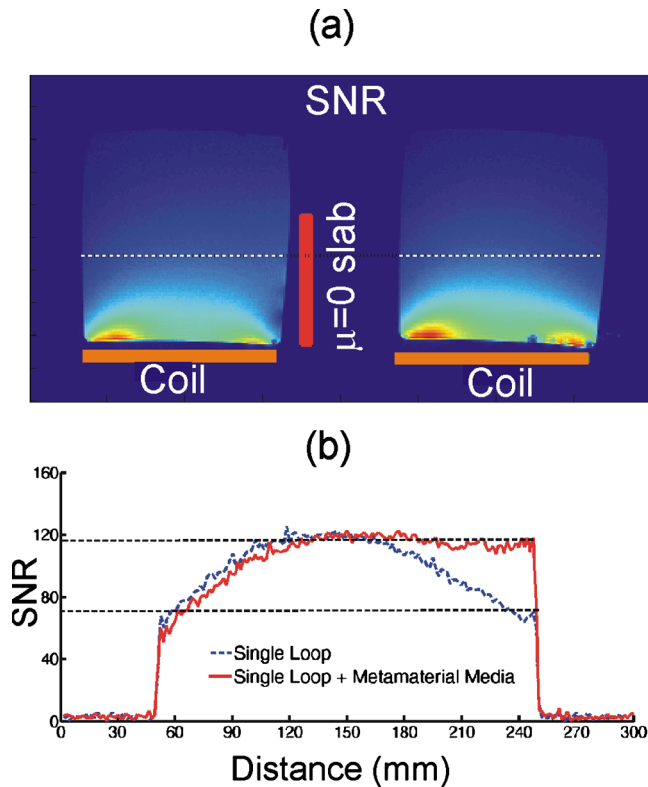 (a)
SNR
μ=0 slab
Coil
Coil
(b)
160
120
80
40
0
SNR
Single Loop
Single Loop + Metamaterial Media
0 30 60 90 120 150 180 210 240 270 300
Distance (mm)